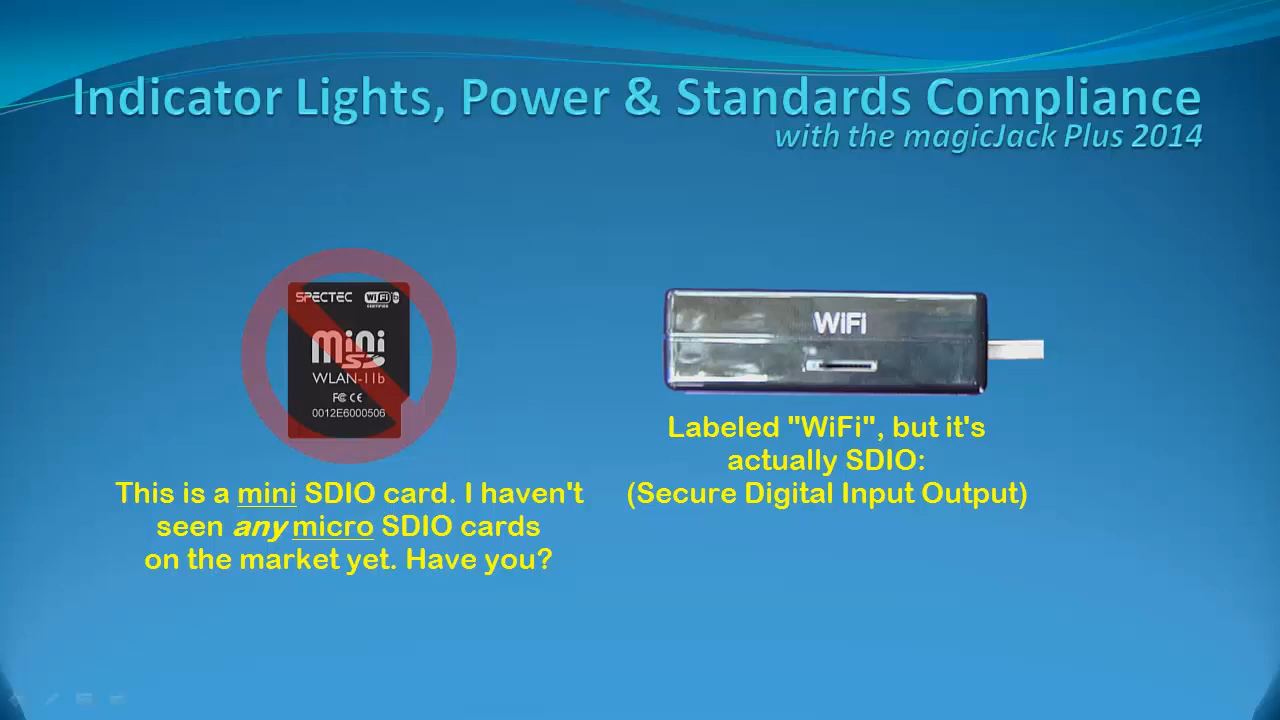 Indicator Lights, Power & Standards Compliance
with the magicJack Plus 2014
SPECTEC WiFi b
CERTIFIED
mini
SD
WLAN-11b
FC CE
0012E6000506
This is a mini SDIO card. I haven't
seen any micro SDIO cards
on the market yet. Have you?
WiFi
Labeled "WiFi", but it's
actually SDIO:
(Secure Digital Input Output)